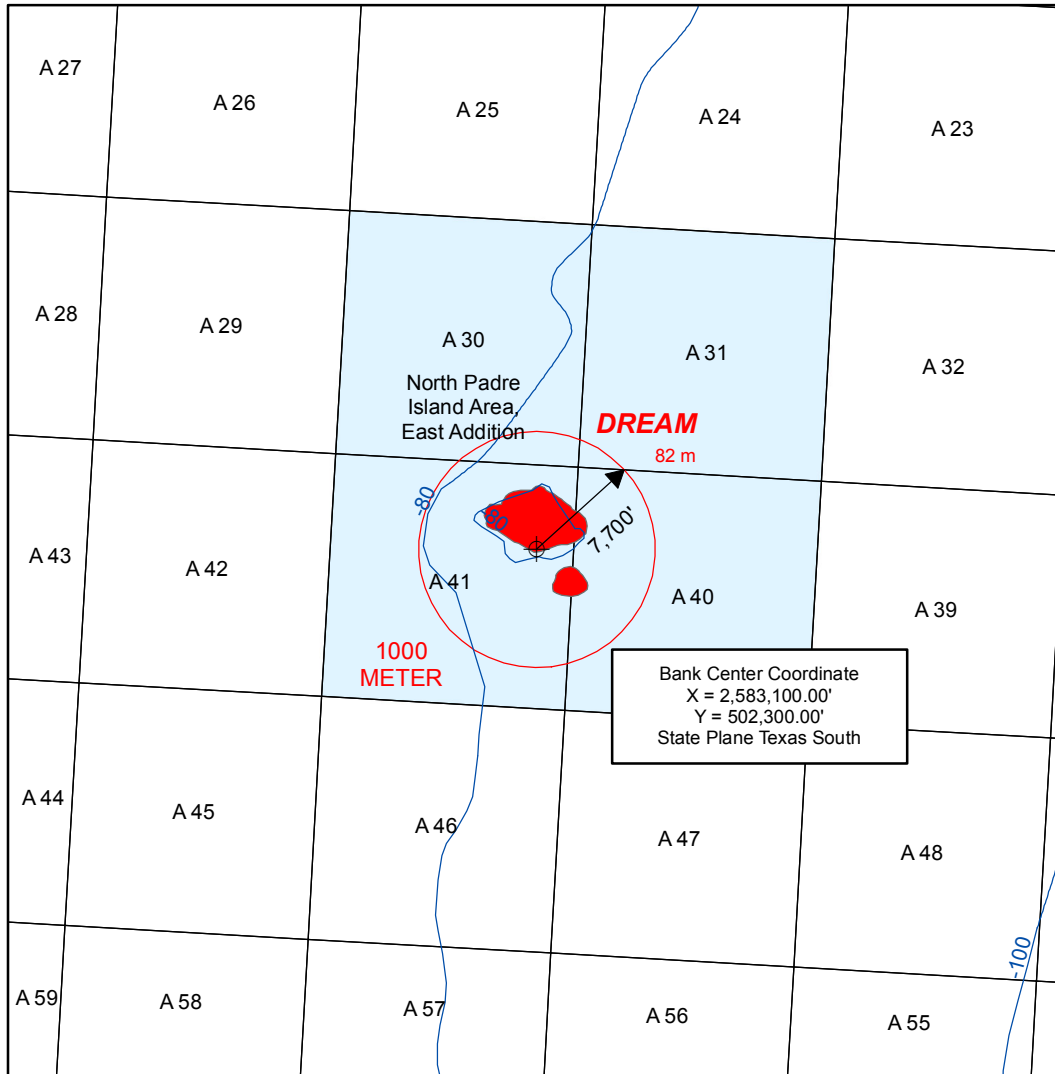 A 27
A 26
A 25
A 24
A 23
A 28
A 29
A 30
A 31
A 32
North Padre
Island Area,
East Addition
DREAM
82 m
-80
-80
7,700'
A 43
A 42
A 41
A 40
A 39
1000
METER
Bank Center Coordinate
X = 2,583,100.00'
Y = 502,300.00'
State Plane Texas South
A 44
A 45
A 46
A 47
A 48
-100
A 59
A 58
A 57
A 56
A 55